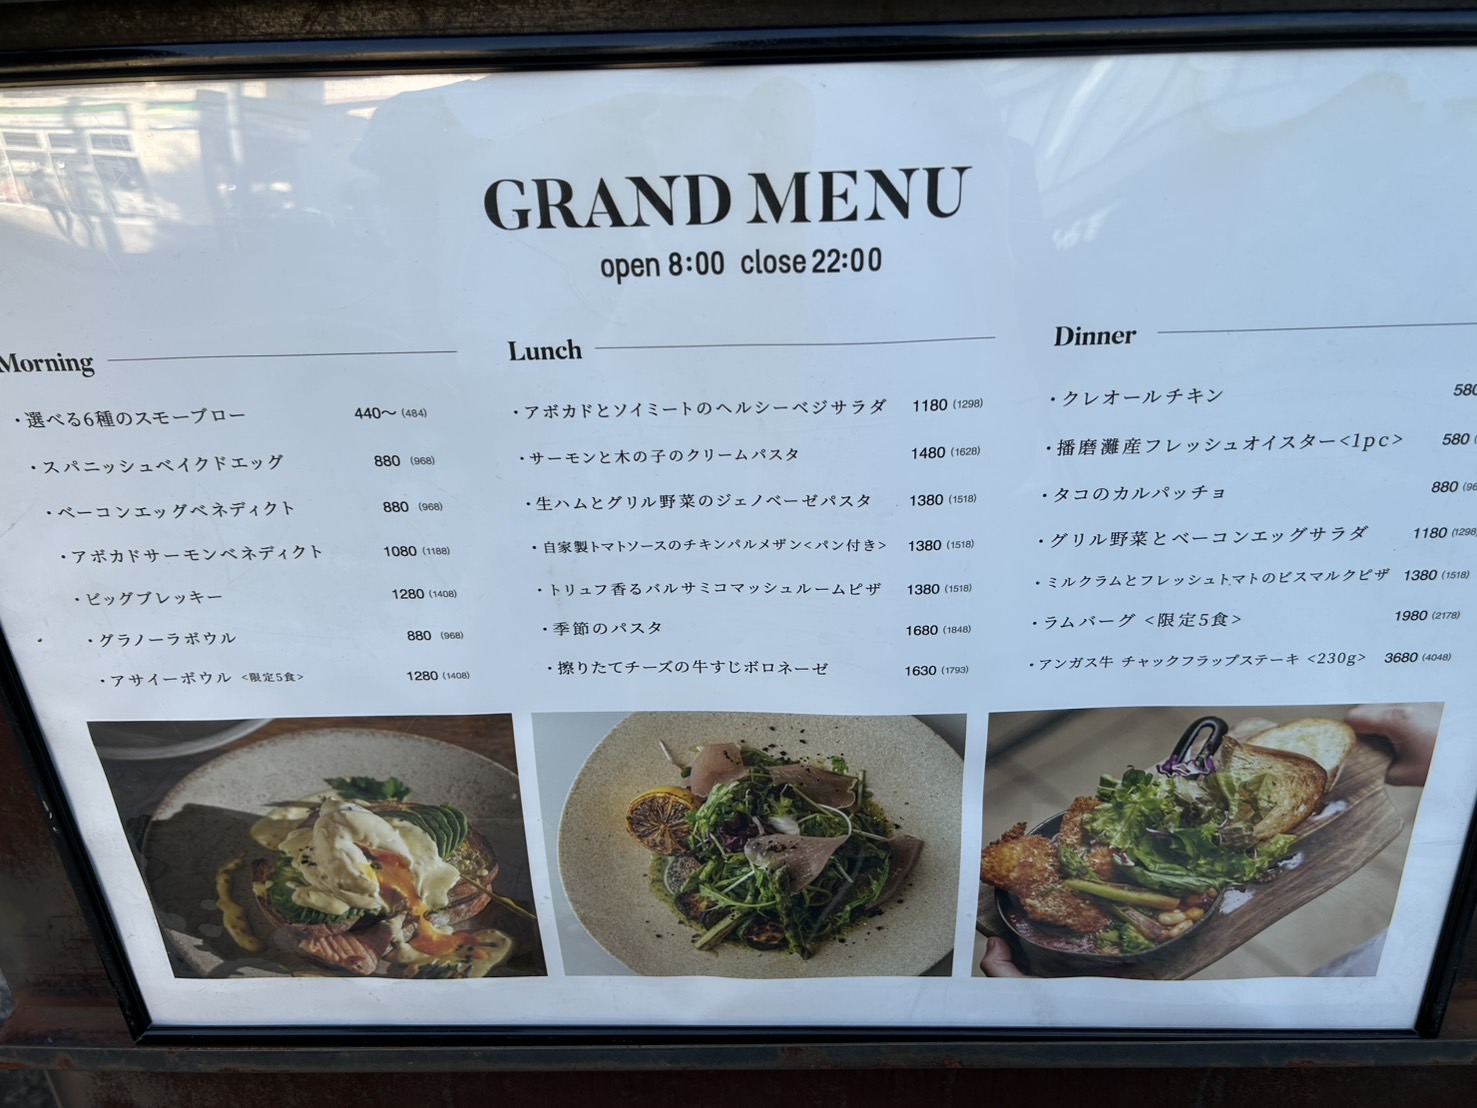 GRAND MENU
open 8:00 close 22:00
Morning
・選べる6種のスモーブロー 440〜 (484)
・スパニッシュベイクドエッグ 880 (968)
・ベーコンエッグベネディクト 880 (968)
・アボカドサーモンベネディクト 1080 (1188)
・ビッグブレッキー 1280 (1408)
・グラノーラボウル 880 (968)
・アサイーボウル <限定5食> 1280 (1408)
Lunch
・アボカドとソイミートのヘルシーベジサラダ 1180 (1298)
・サーモンと木の子のクリームパスタ 1480 (1628)
・生ハムとグリル野菜のジェノベーゼパスタ 1380 (1518)
・自家製トマトソースのチキンパルメザン<パン付き> 1380 (1518)
・トリュフ香るバルサミコマッシュルームピザ 1380 (1518)
・季節のパスタ 1680 (1848)
・擦りたてチーズの牛すじボロネーゼ 1630 (1793)
Dinner
・クレオールチキン 580
・播磨灘産フレッシュオイスター<1pc> 580
・タコのカルパッチョ 880
・グリル野菜とベーコンエッグサラダ 1180 (1298)
・ミルクラムとフレッシュトマトのビスマルクピザ 1380 (1518)
・ラムバーグ <限定5食> 1980 (2178)
・アンガス牛 チャックフラップステーキ <230g> 3680 (4048)